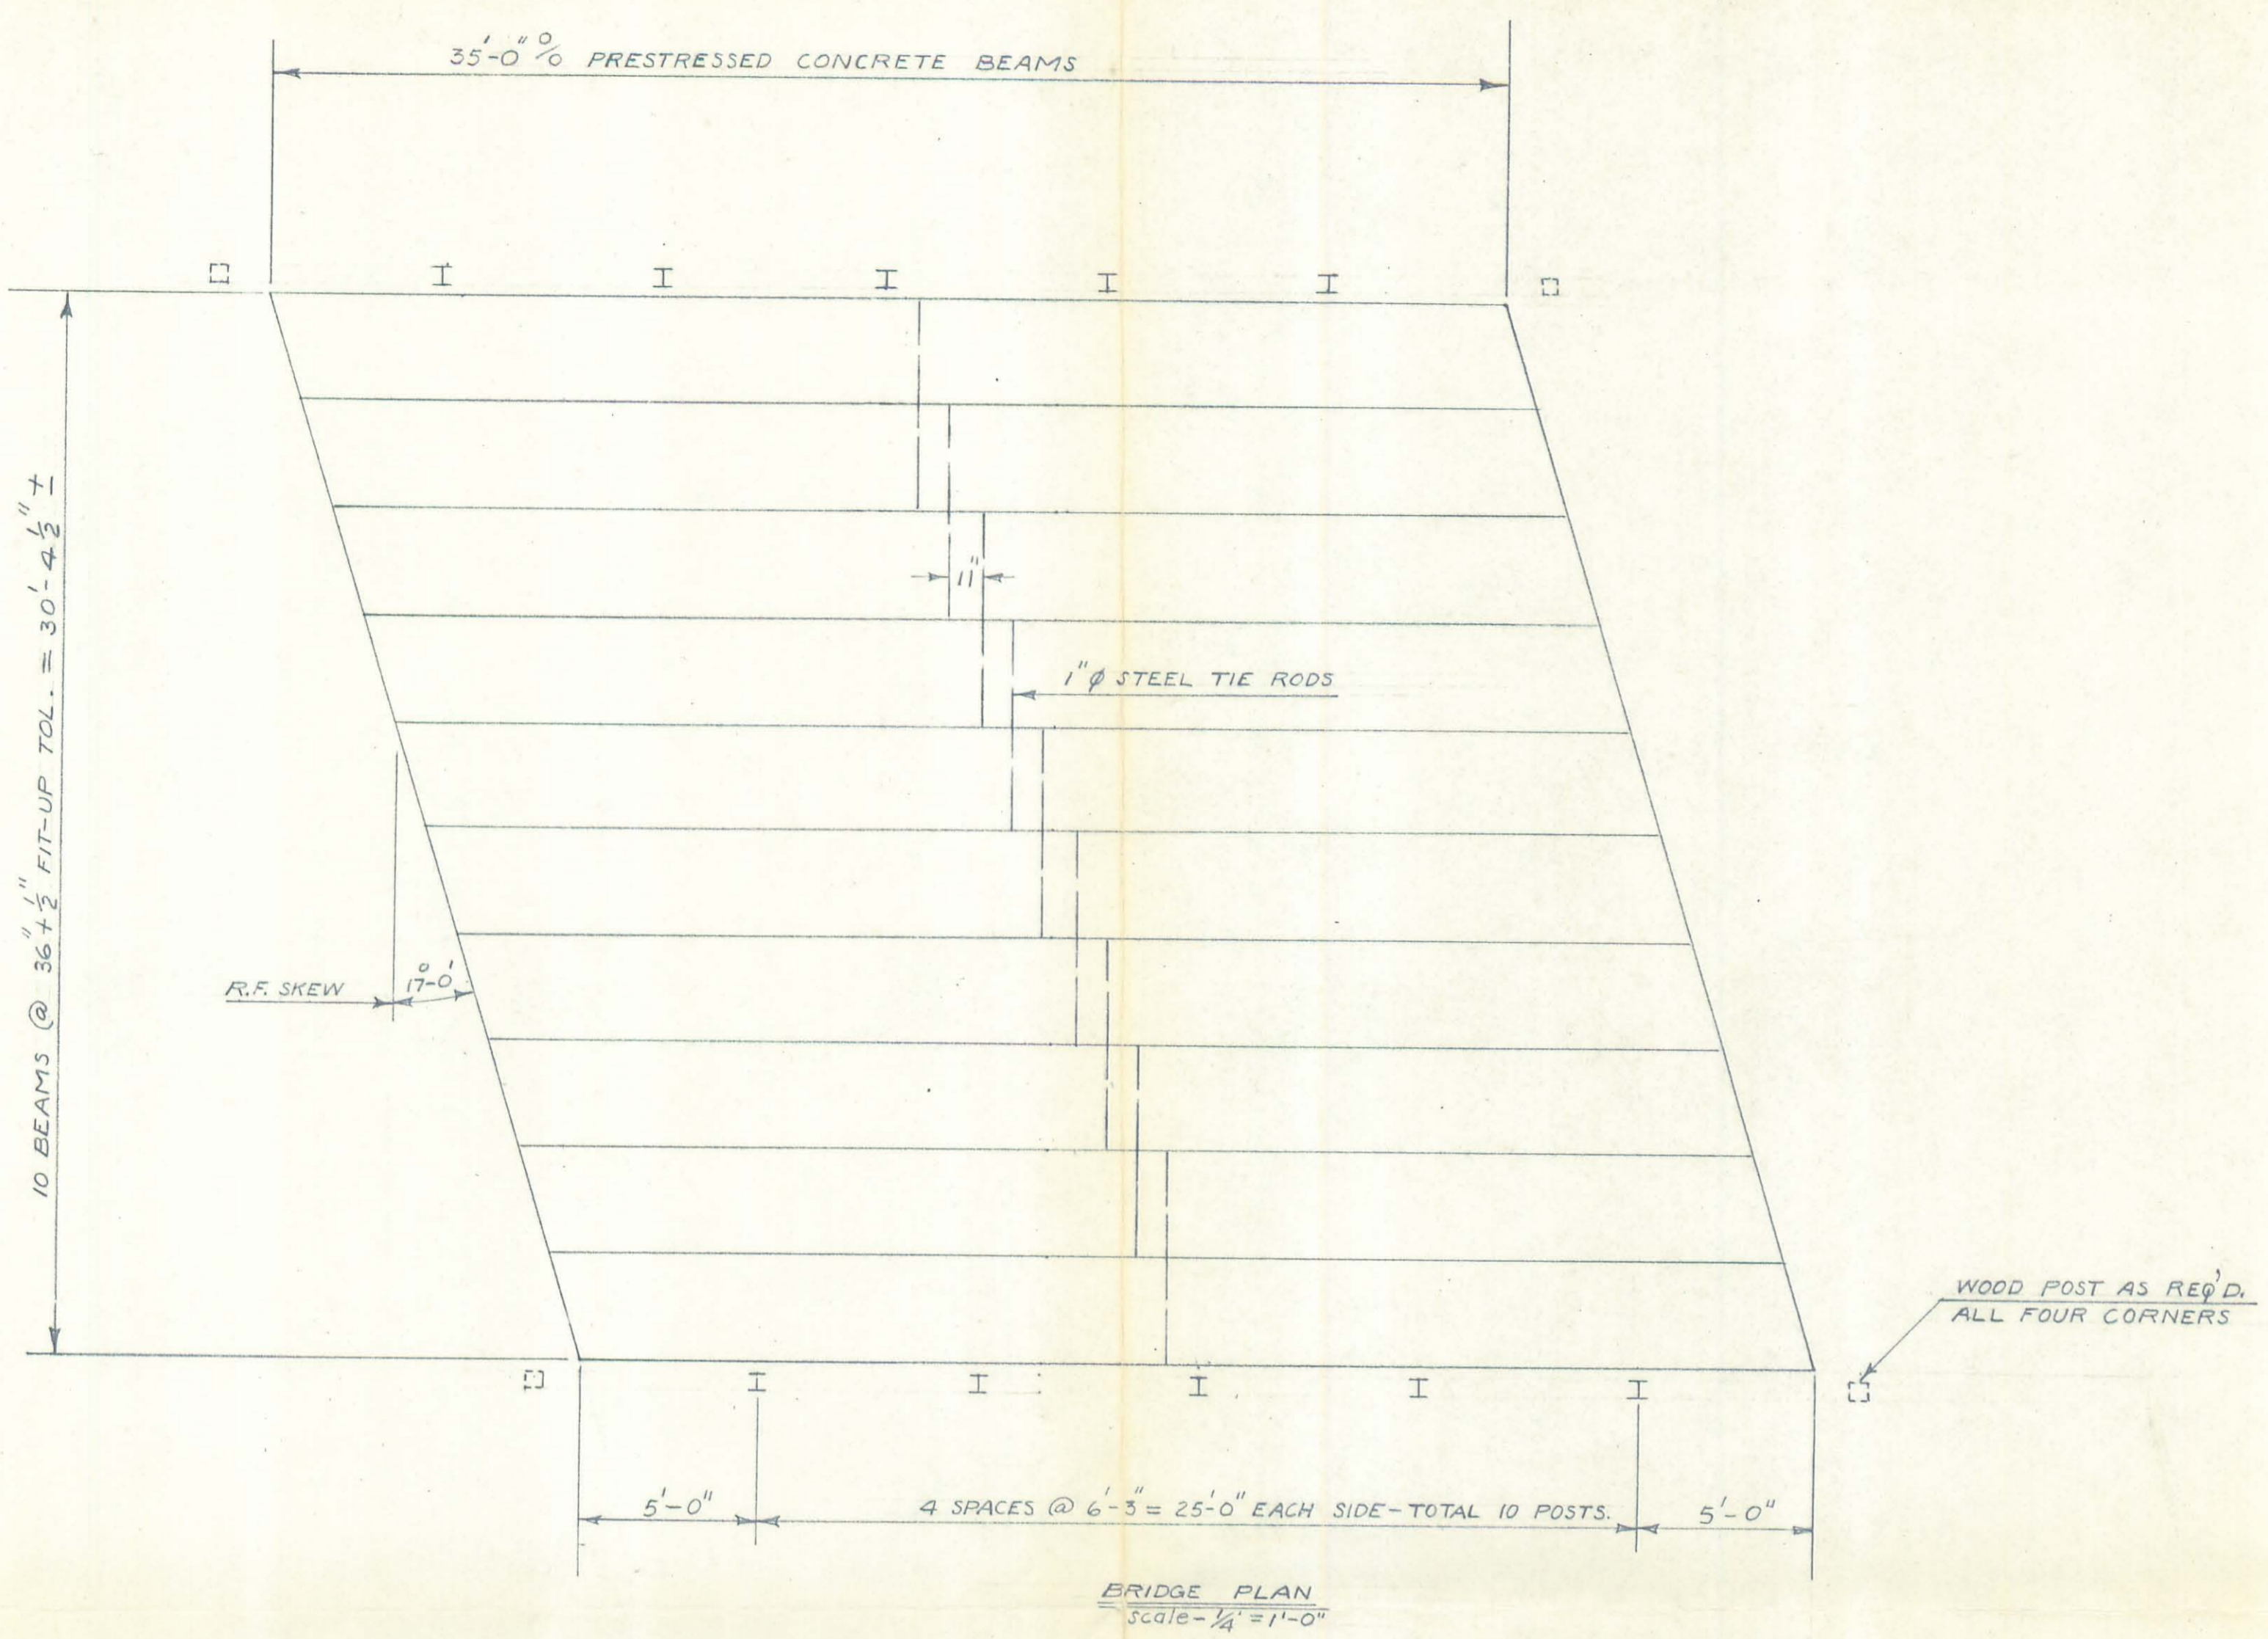 35'-0" % PRESTRESSED CONCRETE BEAMS
10 BEAMS @ 36"+½" FIT-UP TOL. = 30'-4½" ±
11"
1"⌀ STEEL TIE RODS
R.F. SKEW
17°-0'
WOOD POST AS REQ'D.
ALL FOUR CORNERS
5'-0"
4 SPACES @ 6'-3" = 25'-0" EACH SIDE-TOTAL 10 POSTS.
5'-0"
BRIDGE PLAN
scale-¼" = 1'-0"